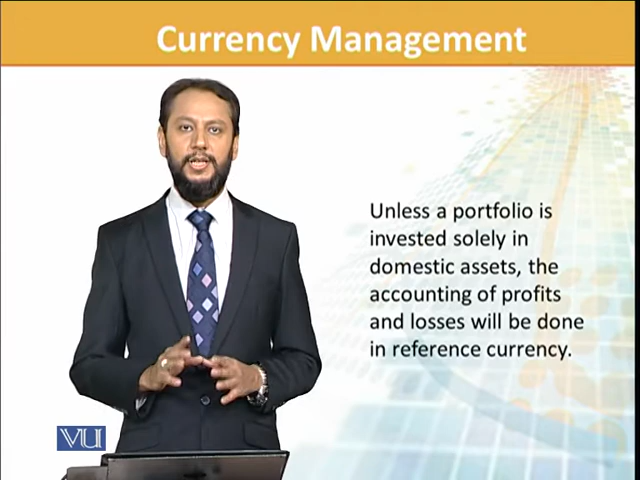 Currency Management
Unless a portfolio is
invested solely in
domestic assets, the
accounting of profits
and losses will be done
in reference currency.
VU